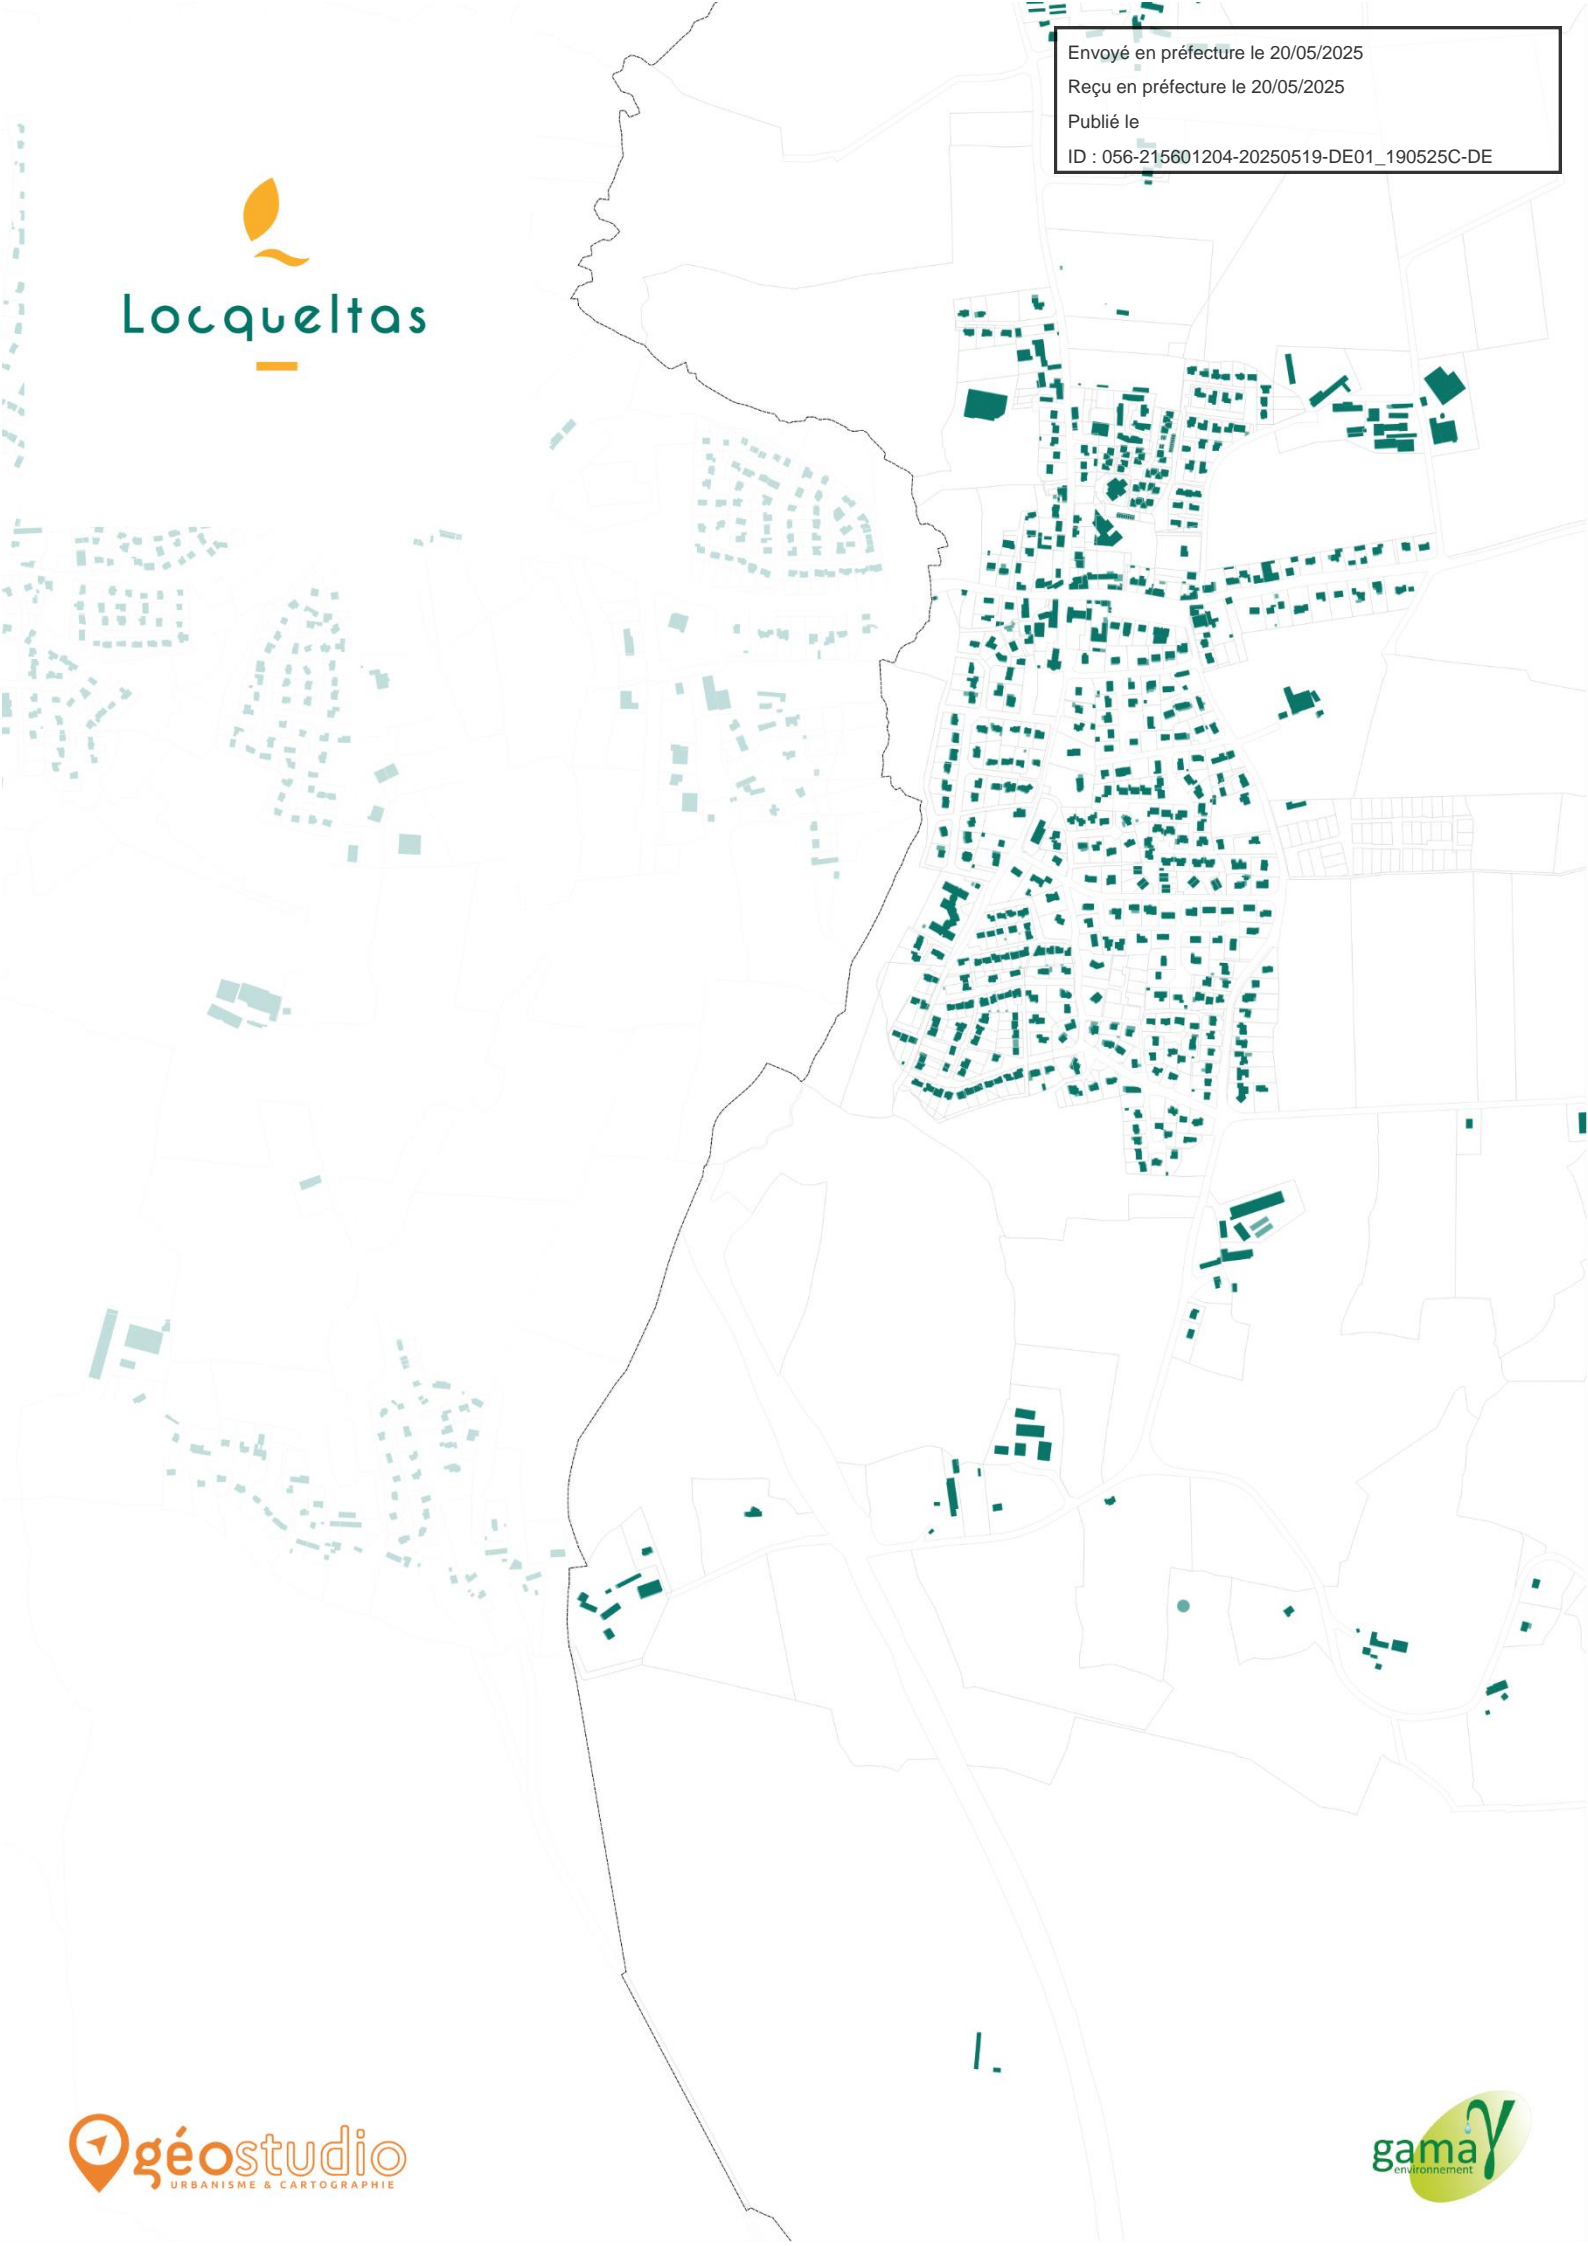 Envoyé en préfecture le 20/05/2025
Reçu en préfecture le 20/05/2025
Publié le
ID : 056-215601204-20250519-DE01_190525C-DE
Locqueltas
géostudio
URBANISME & CARTOGRAPHIE
gama
environnement